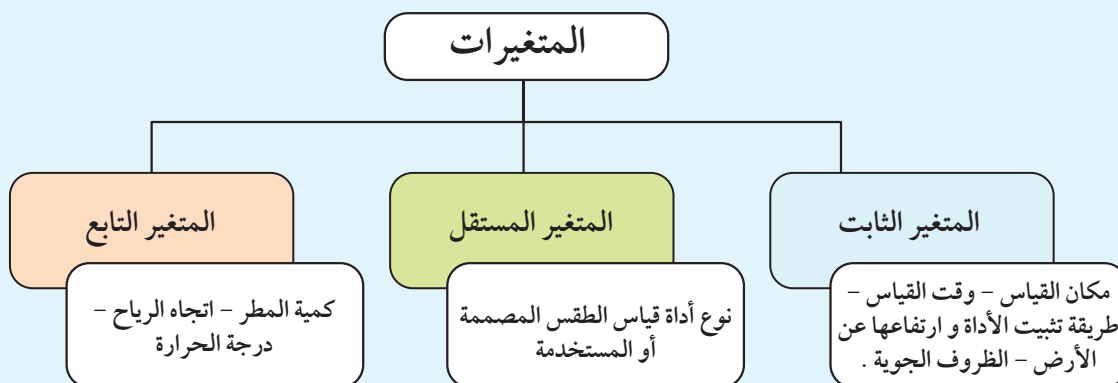 المتغيرات
المتغير الثابت
مكان القياس – وقت القياس –
طريقة تثبيت الأداة و ارتفاعها عن
الأرض – الظروف الجوية .
المتغير المستقل
نوع أداة قياس الطقس المصممة
أو المستخدمة
المتغير التابع
كمية المطر – اتجاه الرياح –
درجة الحرارة